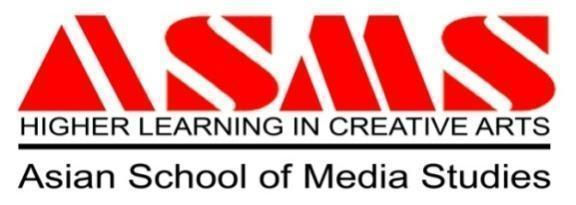 ASMS
HIGHER LEARNING IN CREATIVE ARTS
Asian School of Media Studies